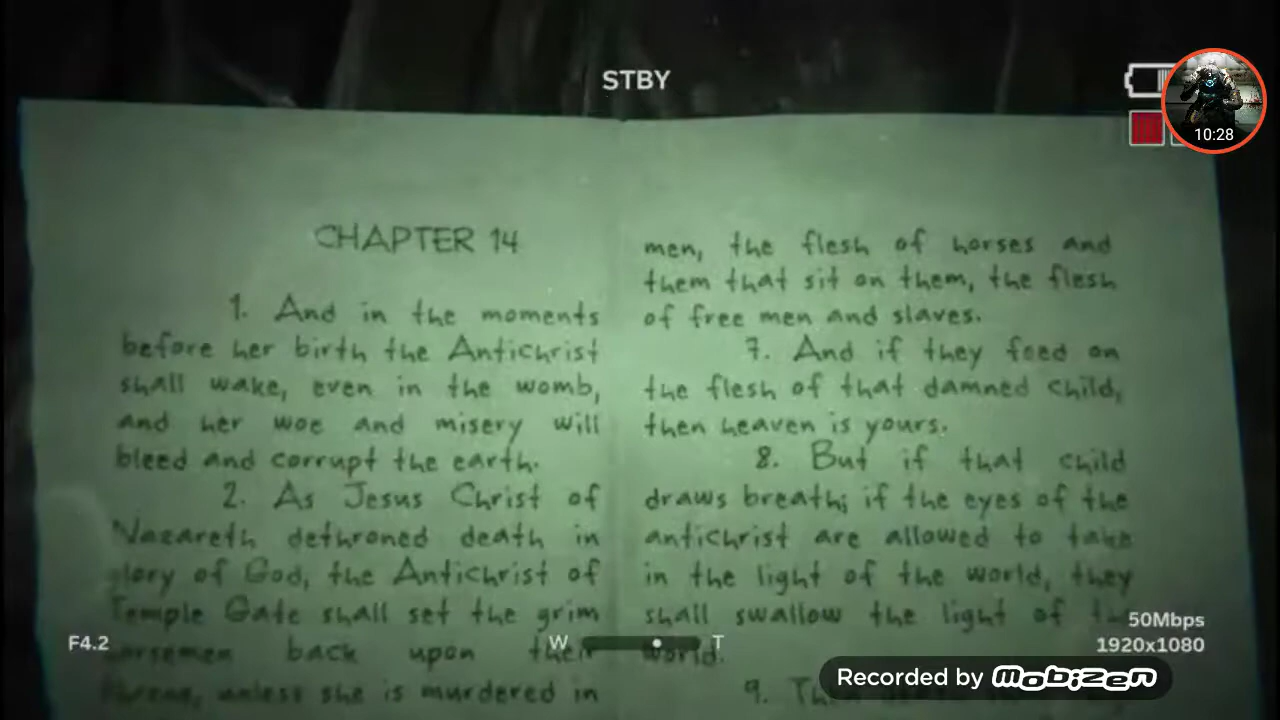 STBY
10:28
CHAPTER 14
1. And in the moments
before her birth the Antichrist
shall wake, even in the womb,
and her woe and misery will
bleed and corrupt the earth.
2. As Jesus Christ of
Nazareth dethroned death in
glory of God, the Antichrist of
Temple Gate shall set the grim
horsemen back upon their
throne, unless she is murdered in
men, the flesh of horses and
them that sit on them, the flesh
of free men and slaves.
7. And if they feed on
the flesh of that damned child,
then heaven is yours.
8. But if that child
draws breath; if the eyes of the
antichrist are allowed to take
in the light of the world, they
shall swallow the light of the
world.
9.
F4.2
W T
50Mbps
1920x1080
Recorded by mobizen